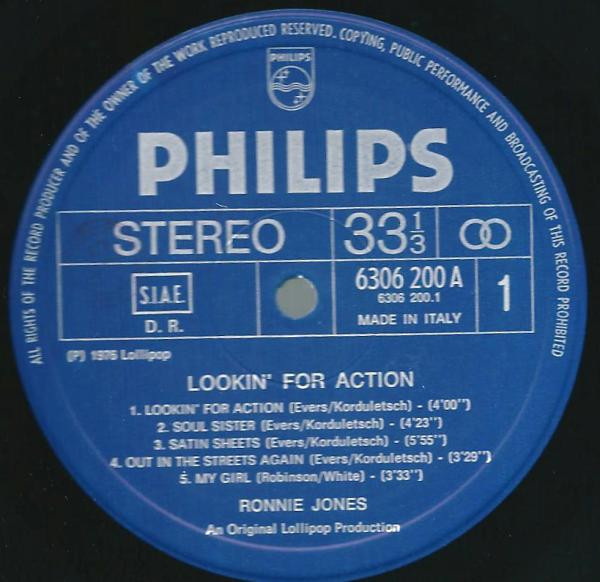 ALL RIGHTS OF THE RECORD PRODUCER AND OF THE OWNER OF THE WORK REPRODUCED RESERVED. COPYING, PUBLIC PERFORMANCE AND BROADCASTING OF THIS RECORD PROHIBITED
PHILIPS
PHILIPS
STEREO 33 1/3
S.I.A.E. 6306 200 A 1
6306 200.1
D. R. MADE IN ITALY
(P) 1976 Lollipop
LOOKIN' FOR ACTION
1. LOOKIN' FOR ACTION (Evers/Korduletsch) - (4'00'')
2. SOUL SISTER (Evers/Korduletsch) - (4'23'')
3. SATIN SHEETS (Evers/Korduletsch) - (5'55'')
4. OUT IN THE STREETS AGAIN (Evers/Korduletsch) - (3'29'')
5. MY GIRL (Robinson/White) - (3'33'')
RONNIE JONES
An Original Lollipop Production